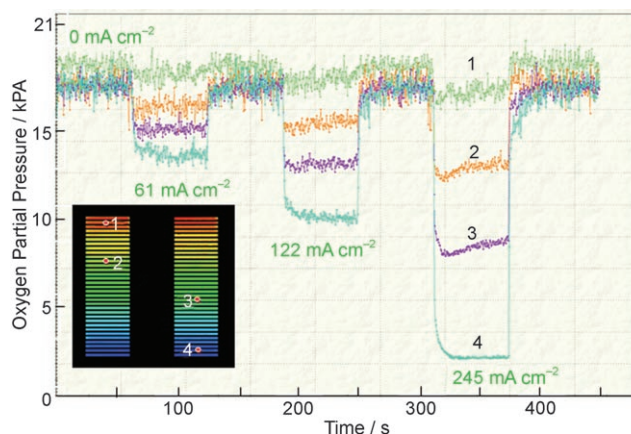 21
0 mA cm⁻²
1
15
2
61 mA cm⁻²
10
1
122 mA cm⁻²
3
2
5
3
4
4
245 mA cm⁻²
0
100
200
300
400
Time / s
Oxygen Partial Pressure / kPA